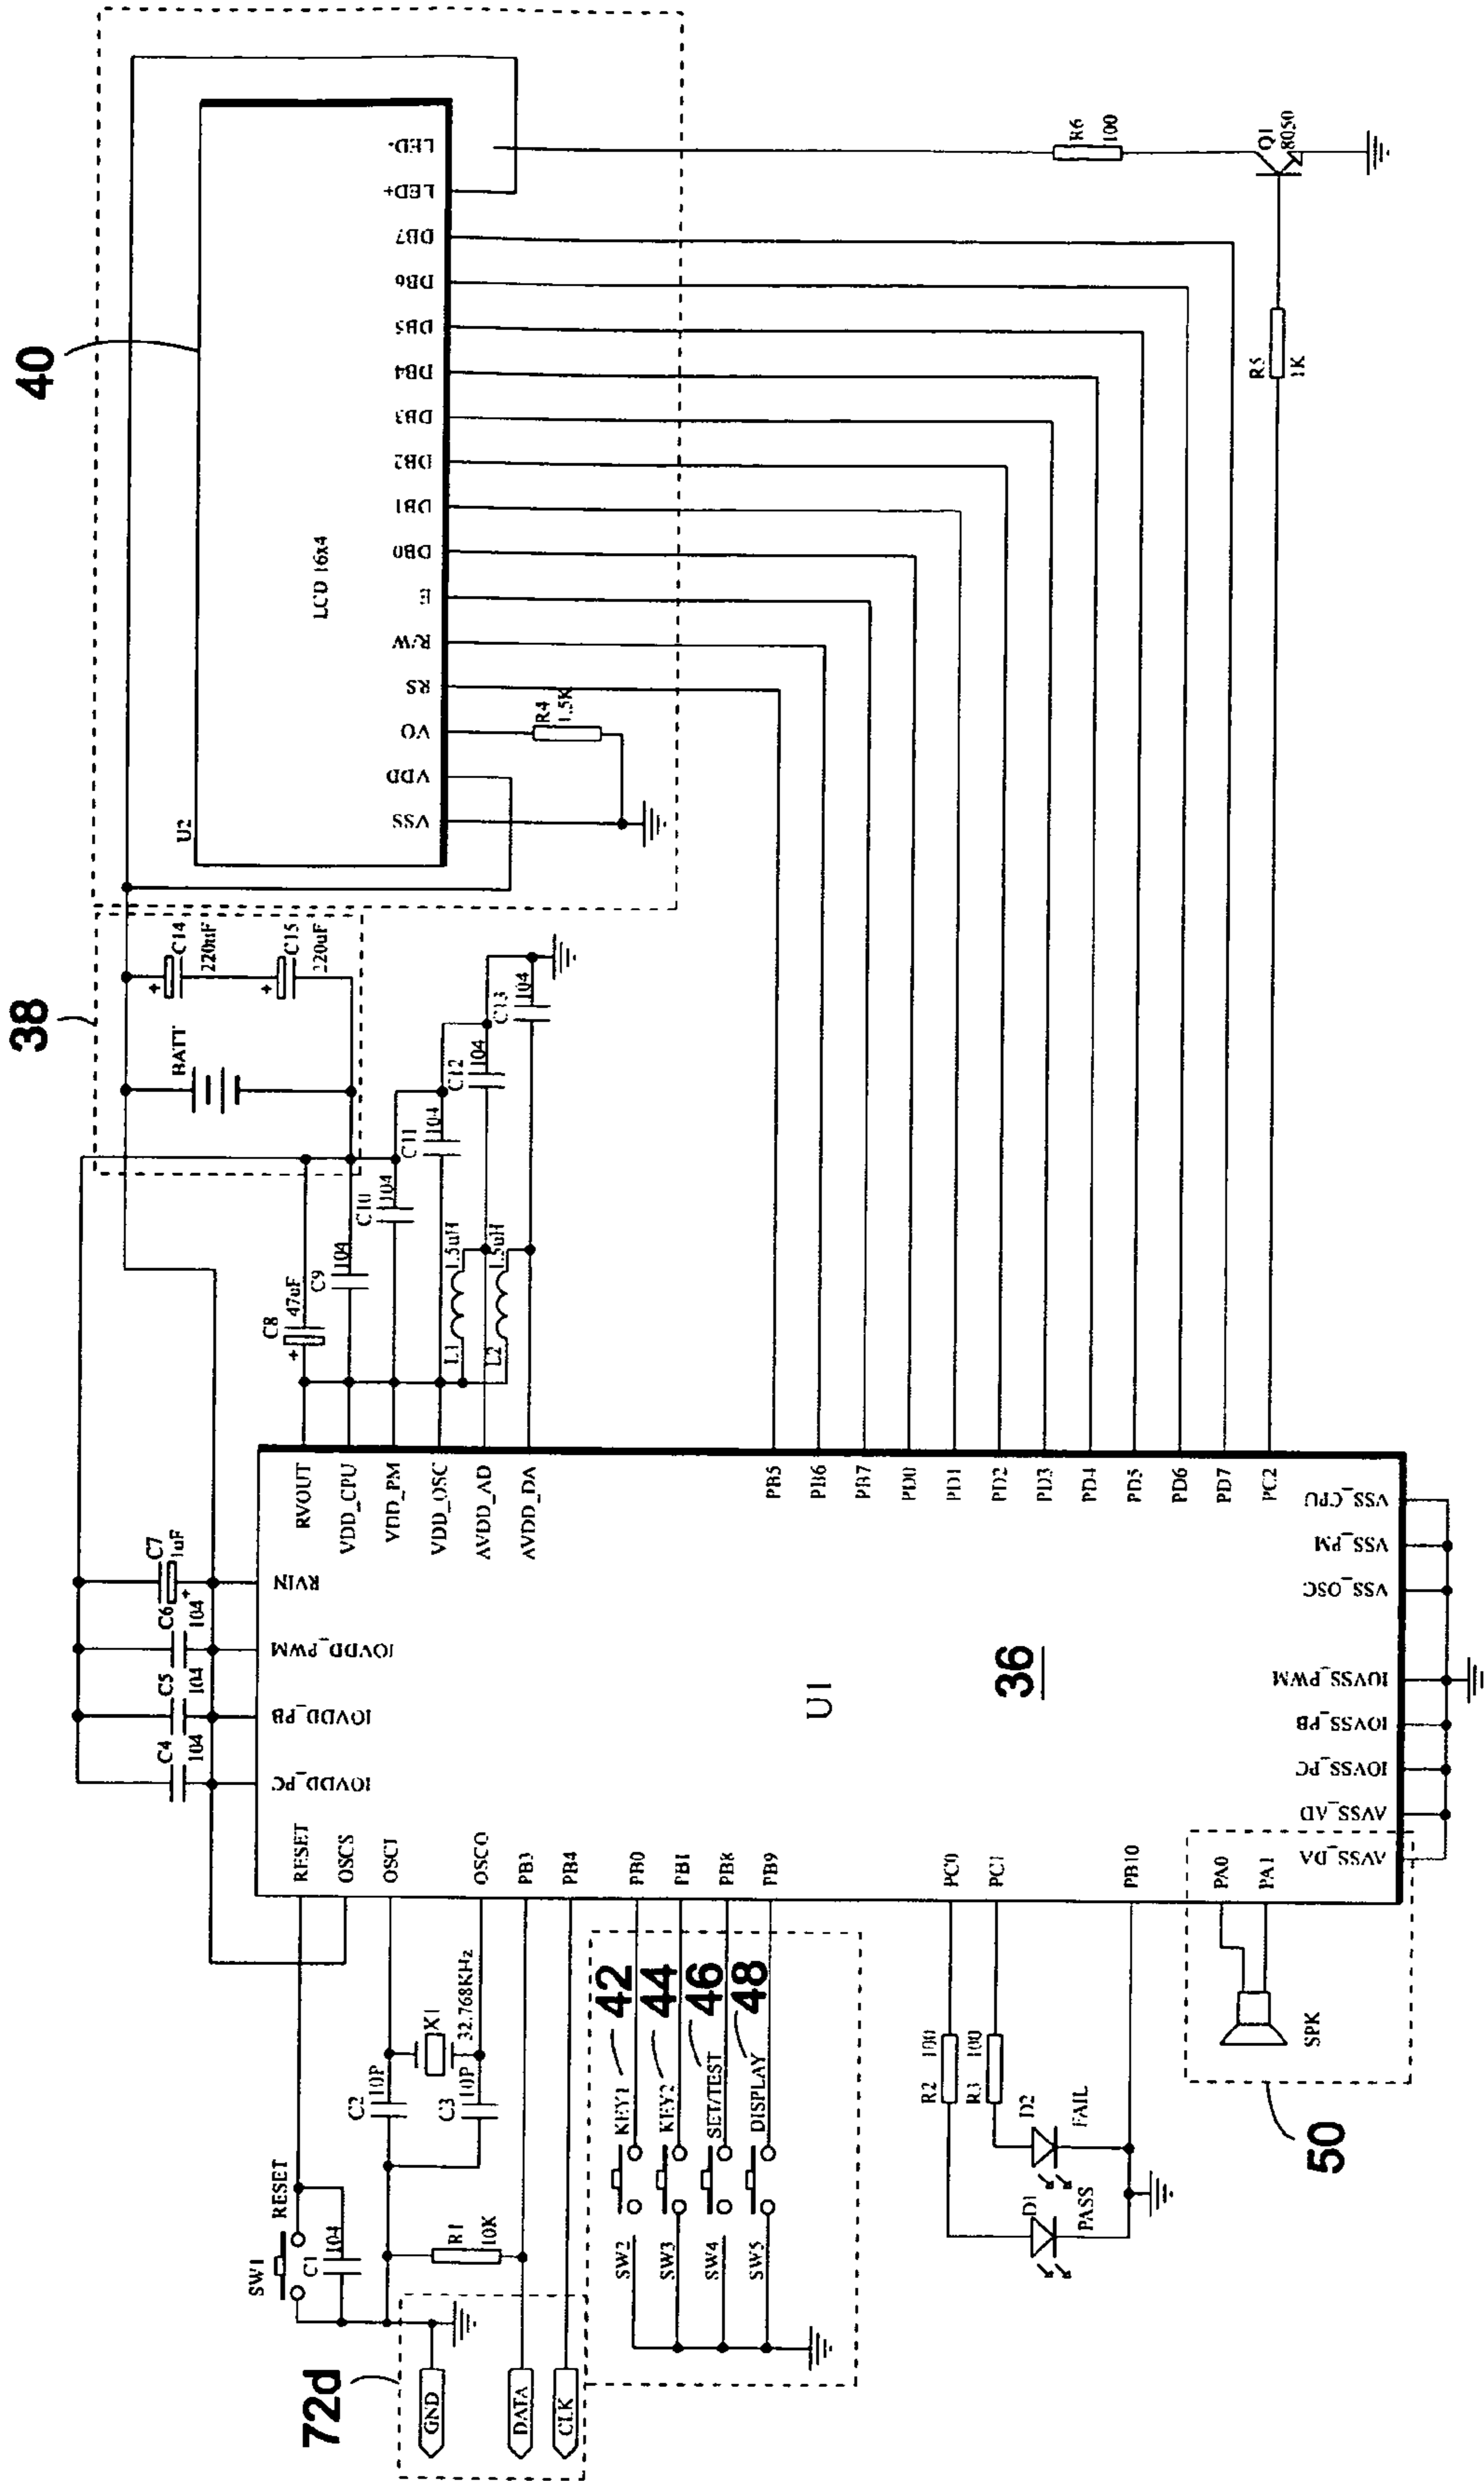 72d
38
40
GND
DATA
CLK
SW1
RESET
C1
104
R1
10K
C2
10P
C3
10P
X1
32.768KHz
SW2
KEY1
42
SW3
KEY2
44
SW4
SET/TEST
46
SW5
DISPLAY
48
D1
PASS
D2
FAIL
R2
100
R3
100
SPK
50
RESET
OSCS
OSCI
OSCO
PB3
PB4
PB0
PB1
PB8
PB9
PC0
PC1
PB10
PA0
PA1
C4
104
C5
104
C6
104
C7
1uF
+
IOVDD_PC
IOVDD_PB
IOVDD_PWM
RVIN
U1
36
AVSS_DA
AVSS_AD
IOVSS_PC
IOVSS_PB
IOVSS_PWM
VSS_OSC
VSS_PM
VSS_CPU
RVOUT
VDD_CPU
VDD_PM
VDD_OSC
AVDD_AD
AVDD_DA
PB5
PB6
PB7
PD0
PD1
PD2
PD3
PD4
PD5
PD6
PD7
PC2
+
C8
47uF
C9
104
C10
104
C11
104
C12
104
C13
104
L1
1.5uH
L2
1.5uH
BATT
+
C14
220uF
+
C15
220uF
U2
LCD 16x4
VSS
VDD
VO
RS
R/W
E
DB0
DB1
DB2
DB3
DB4
DB5
DB6
DB7
LED+
LED-
R4
1.5K
R5
1K
R6
100
Q1
8050